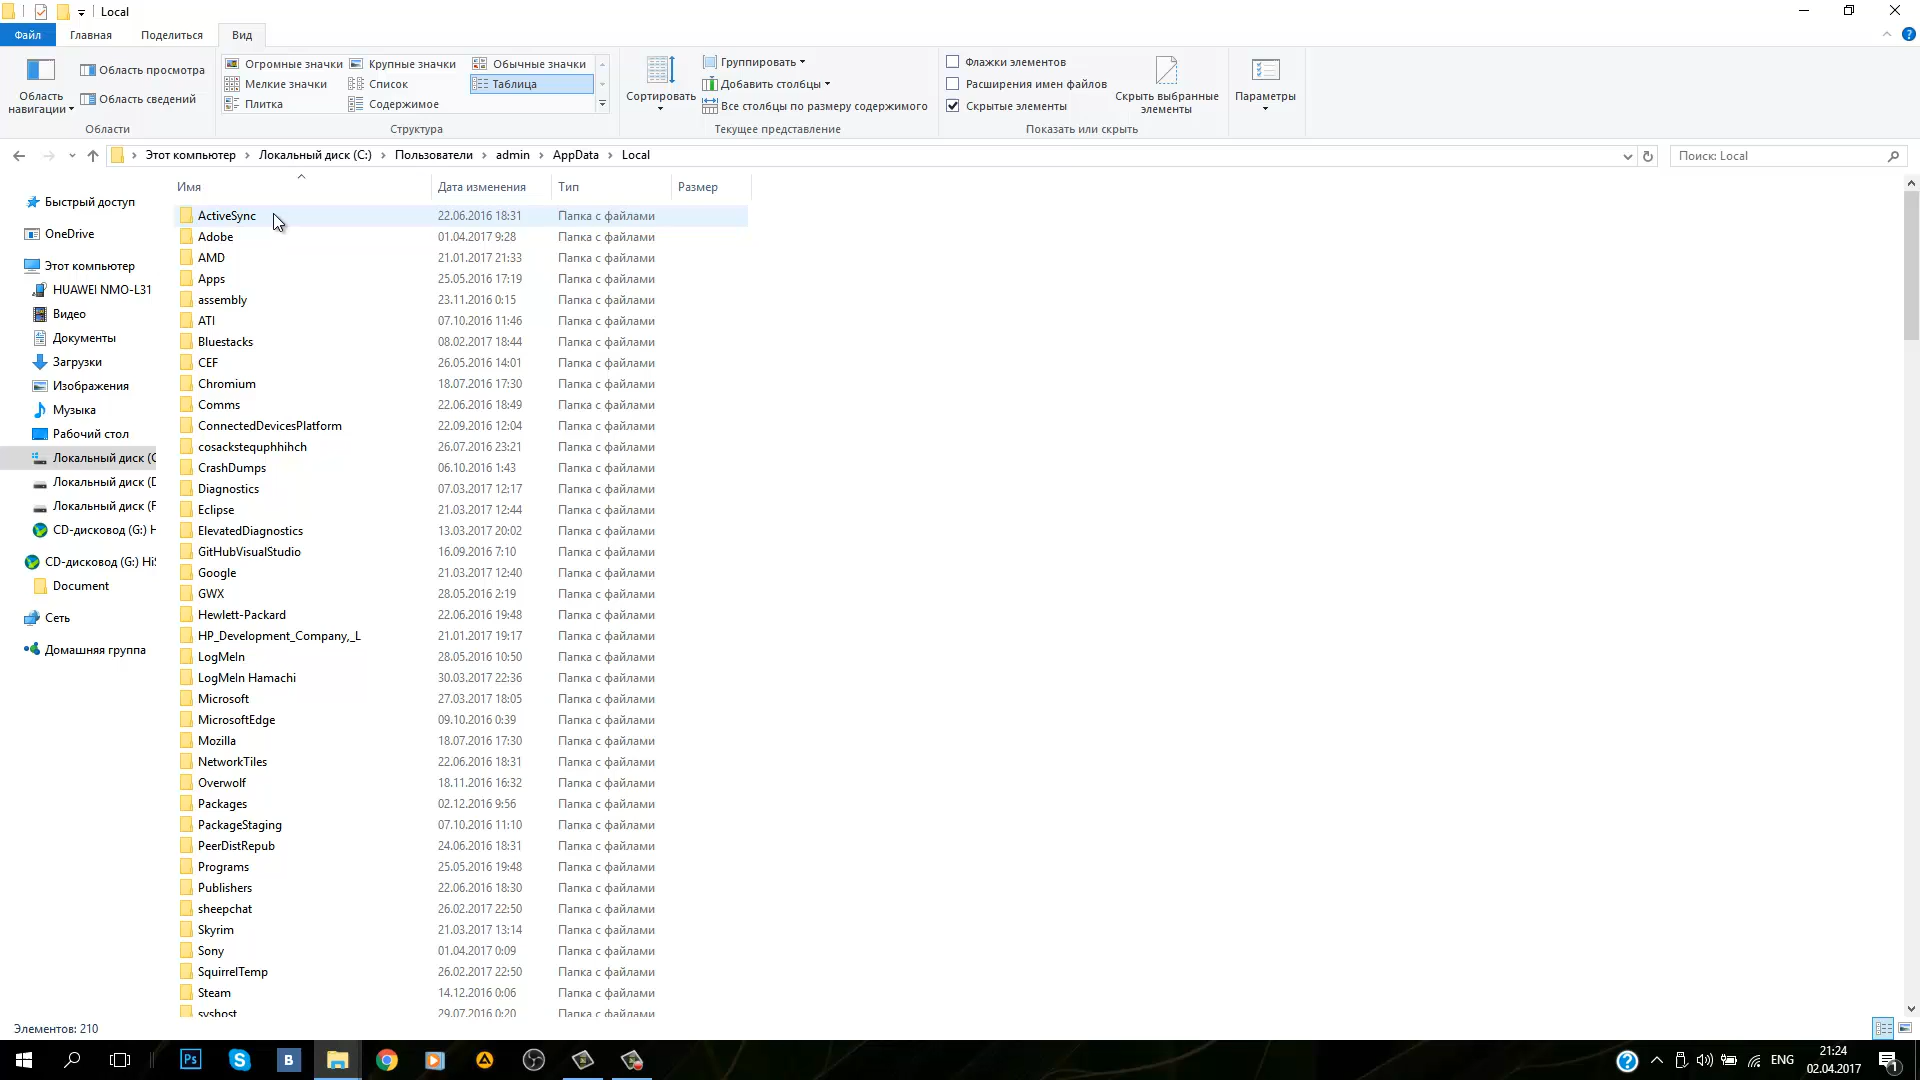 Local
Файл Главная Поделиться Вид
Область навигации
Область просмотра
Область сведений
Области
Огромные значки Крупные значки Обычные значки
Мелкие значки Список Таблица
Плитка Содержимое
Структура
Сортировать
Группировать
Добавить столбцы
Все столбцы по размеру содержимого
Текущее представление
Флажки элементов
Расширения имен файлов
Скрытые элементы
Скрыть выбранные элементы
Показать или скрыть
Параметры
Этот компьютер Локальный диск (C:) Пользователи admin AppData Local
Поиск: Local
Быстрый доступ
OneDrive
Этот компьютер
HUAWEI NMO-L31
Видео
Документы
Загрузки
Изображения
Музыка
Рабочий стол
Локальный диск (C
Локальный диск (D
Локальный диск (F
CD-дисковод (G:) H
CD-дисковод (G:) HiS
Document
Сеть
Домашняя группа
Имя Дата изменения Тип Размер
ActiveSync 22.06.2016 18:31 Папка с файлами
Adobe 01.04.2017 9:28 Папка с файлами
AMD 21.01.2017 21:33 Папка с файлами
Apps 25.05.2016 17:19 Папка с файлами
assembly 23.11.2016 0:15 Папка с файлами
ATI 07.10.2016 11:46 Папка с файлами
Bluestacks 08.02.2017 18:44 Папка с файлами
CEF 26.05.2016 14:01 Папка с файлами
Chromium 18.07.2016 17:30 Папка с файлами
Comms 22.06.2016 18:49 Папка с файлами
ConnectedDevicesPlatform 22.09.2016 12:04 Папка с файлами
cosackstequphhihch 26.07.2016 23:21 Папка с файлами
CrashDumps 06.10.2016 1:43 Папка с файлами
Diagnostics 07.03.2017 12:17 Папка с файлами
Eclipse 21.03.2017 12:44 Папка с файлами
ElevatedDiagnostics 13.03.2017 20:02 Папка с файлами
GitHubVisualStudio 16.09.2016 7:10 Папка с файлами
Google 21.03.2017 12:40 Папка с файлами
GWX 28.05.2016 2:19 Папка с файлами
Hewlett-Packard 22.06.2016 19:48 Папка с файлами
HP_Development_Company,_L 21.01.2017 19:17 Папка с файлами
LogMeIn 28.05.2016 10:50 Папка с файлами
LogMeIn Hamachi 30.03.2017 22:36 Папка с файлами
Microsoft 27.03.2017 18:05 Папка с файлами
MicrosoftEdge 09.10.2016 0:39 Папка с файлами
Mozilla 18.07.2016 17:30 Папка с файлами
NetworkTiles 22.06.2016 18:31 Папка с файлами
Overwolf 18.11.2016 16:32 Папка с файлами
Packages 02.12.2016 9:56 Папка с файлами
PackageStaging 07.10.2016 11:10 Папка с файлами
PeerDistRepub 24.06.2016 18:31 Папка с файлами
Programs 25.05.2016 19:48 Папка с файлами
Publishers 22.06.2016 18:30 Папка с файлами
sheepchat 26.02.2017 22:50 Папка с файлами
Skyrim 21.03.2017 13:14 Папка с файлами
Sony 01.04.2017 0:09 Папка с файлами
SquirrelTemp 26.02.2017 22:50 Папка с файлами
Steam 14.12.2016 0:06 Папка с файлами
syshost 29.07.2016 0:20 Папка с файлами
Элементов: 210
Ps
B
ENG
21:24
02.04.2017
1